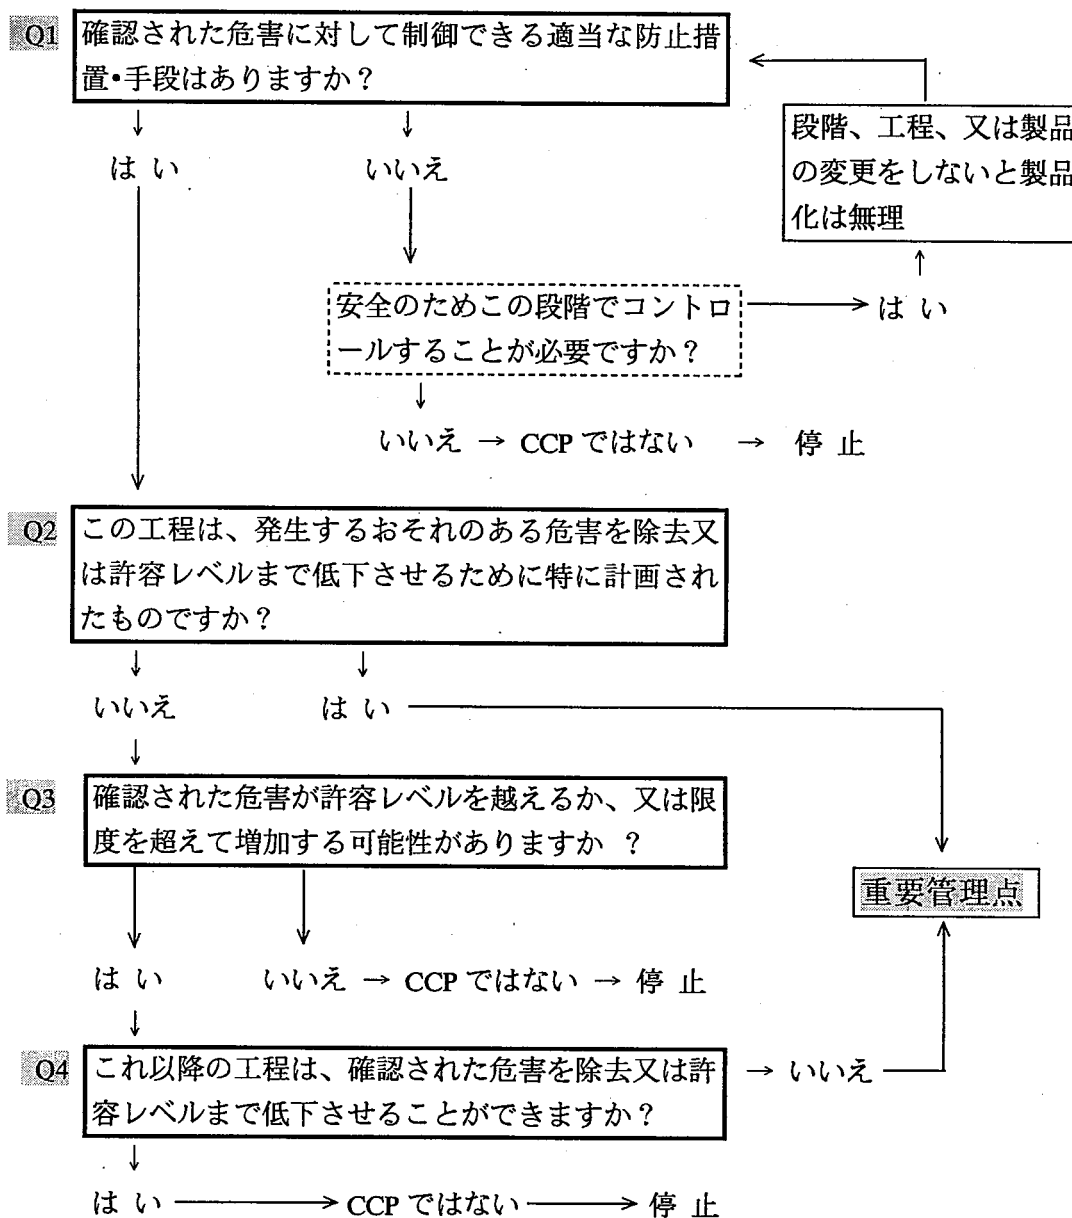 Q1 確認された危害に対して制御できる適当な防止措
置・手段はありますか？
段階、工程、又は製品
の変更をしないと製品
化は無理
はい いいえ
安全のためこの段階でコントロ
ールすることが必要ですか？
→ はい
いいえ → CCP ではない → 停止
Q2 この工程は、発生するおそれのある危害を除去又
は許容レベルまで低下させるために特に計画され
たものですか？
いいえ はい
Q3 確認された危害が許容レベルを越えるか、又は限
度を超えて増加する可能性がありますか ？
重要管理点
はい いいえ → CCP ではない → 停止
Q4 これ以降の工程は、確認された危害を除去又は許
容レベルまで低下させることができますか？
→ いいえ
はい → CCP ではない → 停止